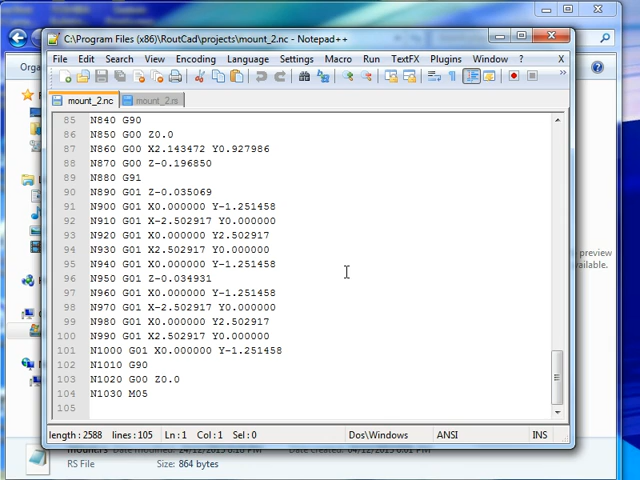 C:\Program Files (x86)\RoutCad\projects\mount_2.nc - Notepad++
File Edit Search View Encoding Language Settings Macro Run TextFX Plugins Window ? X
mount_2.nc mount_2.rs
85 N840 G90
86 N850 G00 Z0.0
87 N860 G00 X2.143472 Y0.927986
88 N870 G00 Z-0.196850
89 N880 G91
90 N890 G01 Z-0.035069
91 N900 G01 X0.000000 Y-1.251458
92 N910 G01 X-2.502917 Y0.000000
93 N920 G01 X0.000000 Y2.502917
94 N930 G01 X2.502917 Y0.000000
95 N940 G01 X0.000000 Y-1.251458
96 N950 G01 Z-0.034931
97 N960 G01 X0.000000 Y-1.251458
98 N970 G01 X-2.502917 Y0.000000
99 N980 G01 X0.000000 Y2.502917
100 N990 G01 X2.502917 Y0.000000
101 N1000 G01 X0.000000 Y-1.251458
102 N1010 G90
103 N1020 G00 Z0.0
104 N1030 M05
105
length : 2588 lines : 105 Ln : 1 Col : 1 Sel : 0 Dos\Windows ANSI INS
Orga
preview
available.
RS File Size: 864 bytes